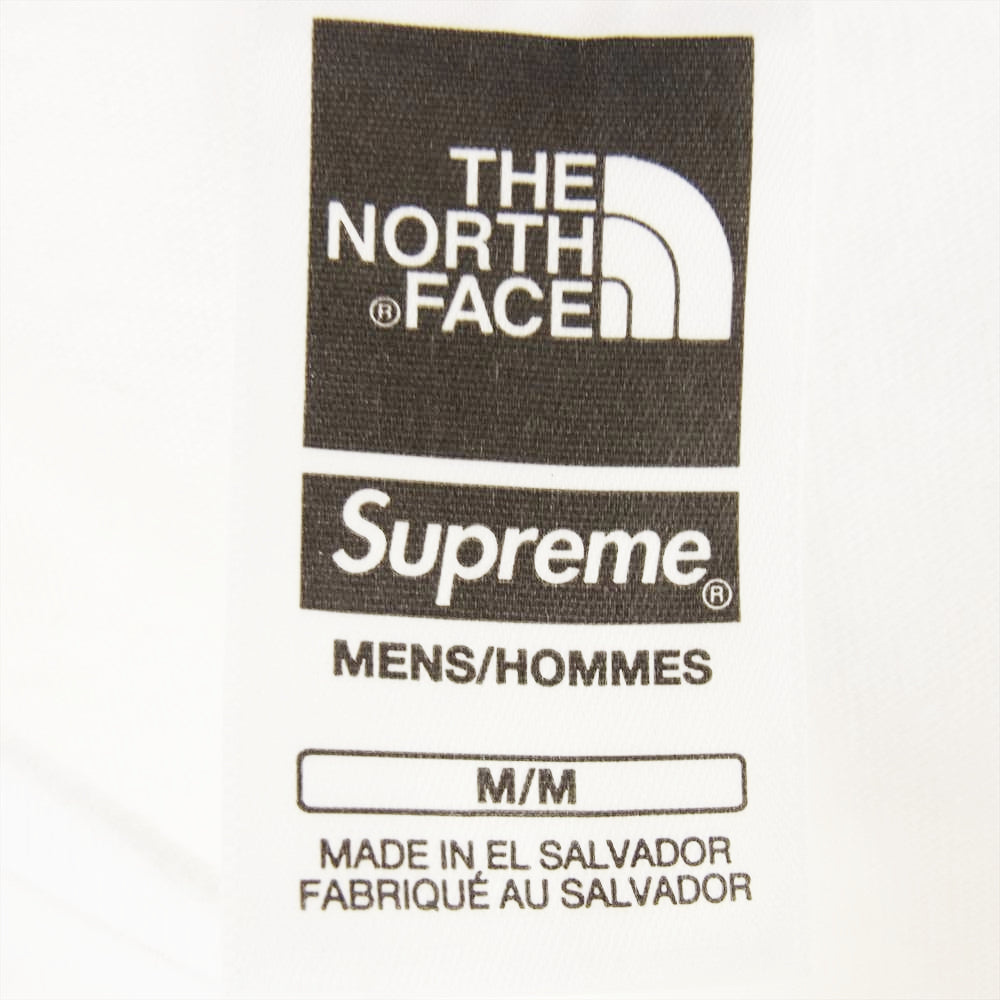 THE
NORTH
®FACE
Supreme®
MENS/HOMMES
M/M
MADE IN EL SALVADOR
FABRIQUÉ AU SALVADOR